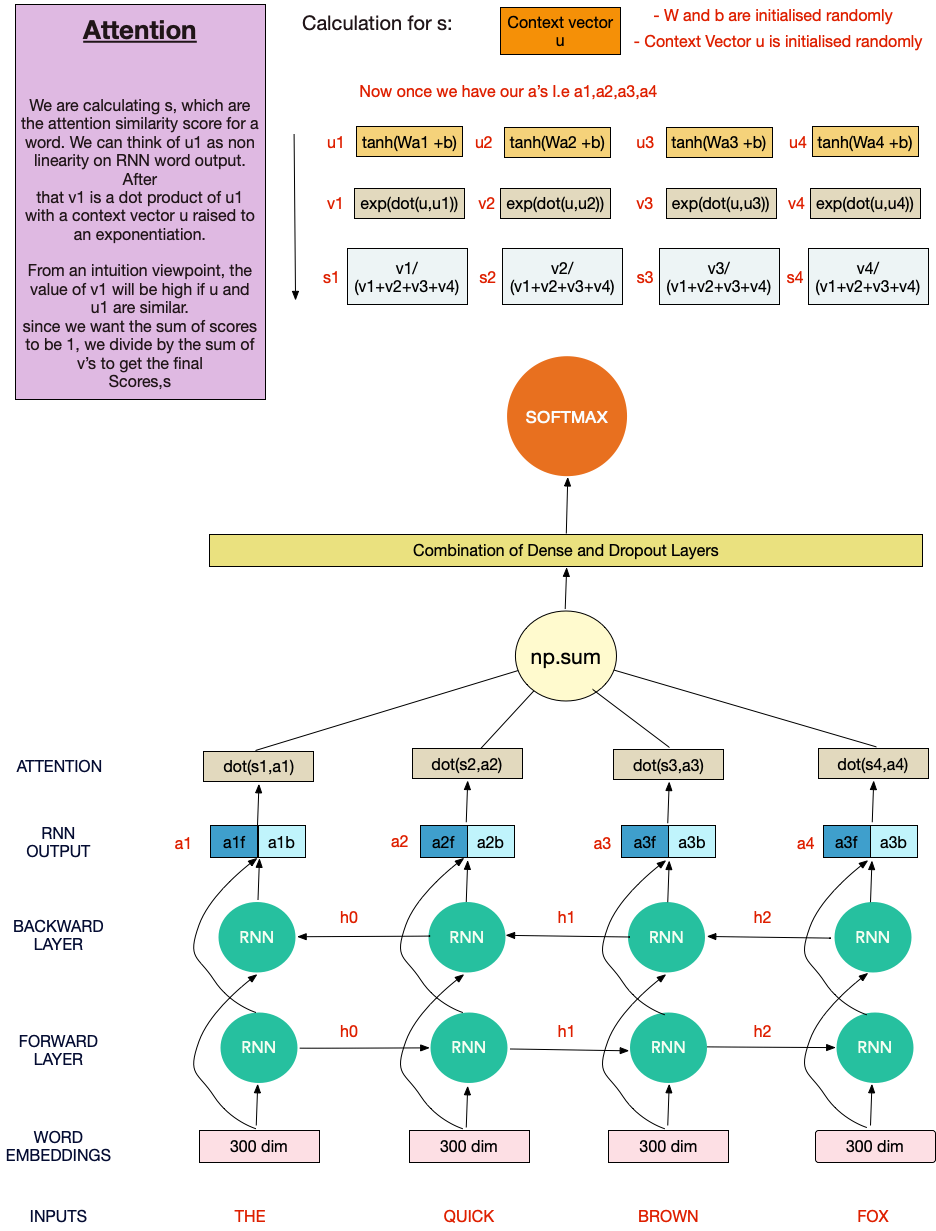 Attention
We are calculating s, which are
the attention similarity score for a
word. We can think of u1 as non
linearity on RNN word output.
After
that v1 is a dot product of u1
with a context vector u raised to
an exponentiation.
From an intuition viewpoint, the
value of v1 will be high if u and
u1 are similar.
since we want the sum of scores
to be 1, we divide by the sum of
v's to get the final
Scores,s
Calculation for s:
Context vector
u
- W and b are initialised randomly
- Context Vector u is initialised randomly
Now once we have our a's I.e a1,a2,a3,a4
u1 tanh(Wa1 +b) u2 tanh(Wa2 +b) u3 tanh(Wa3 +b) u4 tanh(Wa4 +b)
v1 exp(dot(u,u1)) v2 exp(dot(u,u2)) v3 exp(dot(u,u3)) v4 exp(dot(u,u4))
s1 v1/
(v1+v2+v3+v4)
s2 v2/
(v1+v2+v3+v4)
s3 v3/
(v1+v2+v3+v4)
s4 v4/
(v1+v2+v3+v4)
SOFTMAX
Combination of Dense and Dropout Layers
np.sum
ATTENTION dot(s1,a1) dot(s2,a2) dot(s3,a3) dot(s4,a4)
RNN
OUTPUT
a1 a1f a1b a2 a2f a2b a3 a3f a3b a4 a3f a3b
BACKWARD
LAYER
RNN h0 RNN h1 RNN h2 RNN
FORWARD
LAYER
RNN h0 RNN h1 RNN h2 RNN
WORD
EMBEDDINGS
300 dim 300 dim 300 dim 300 dim
INPUTS THE QUICK BROWN FOX